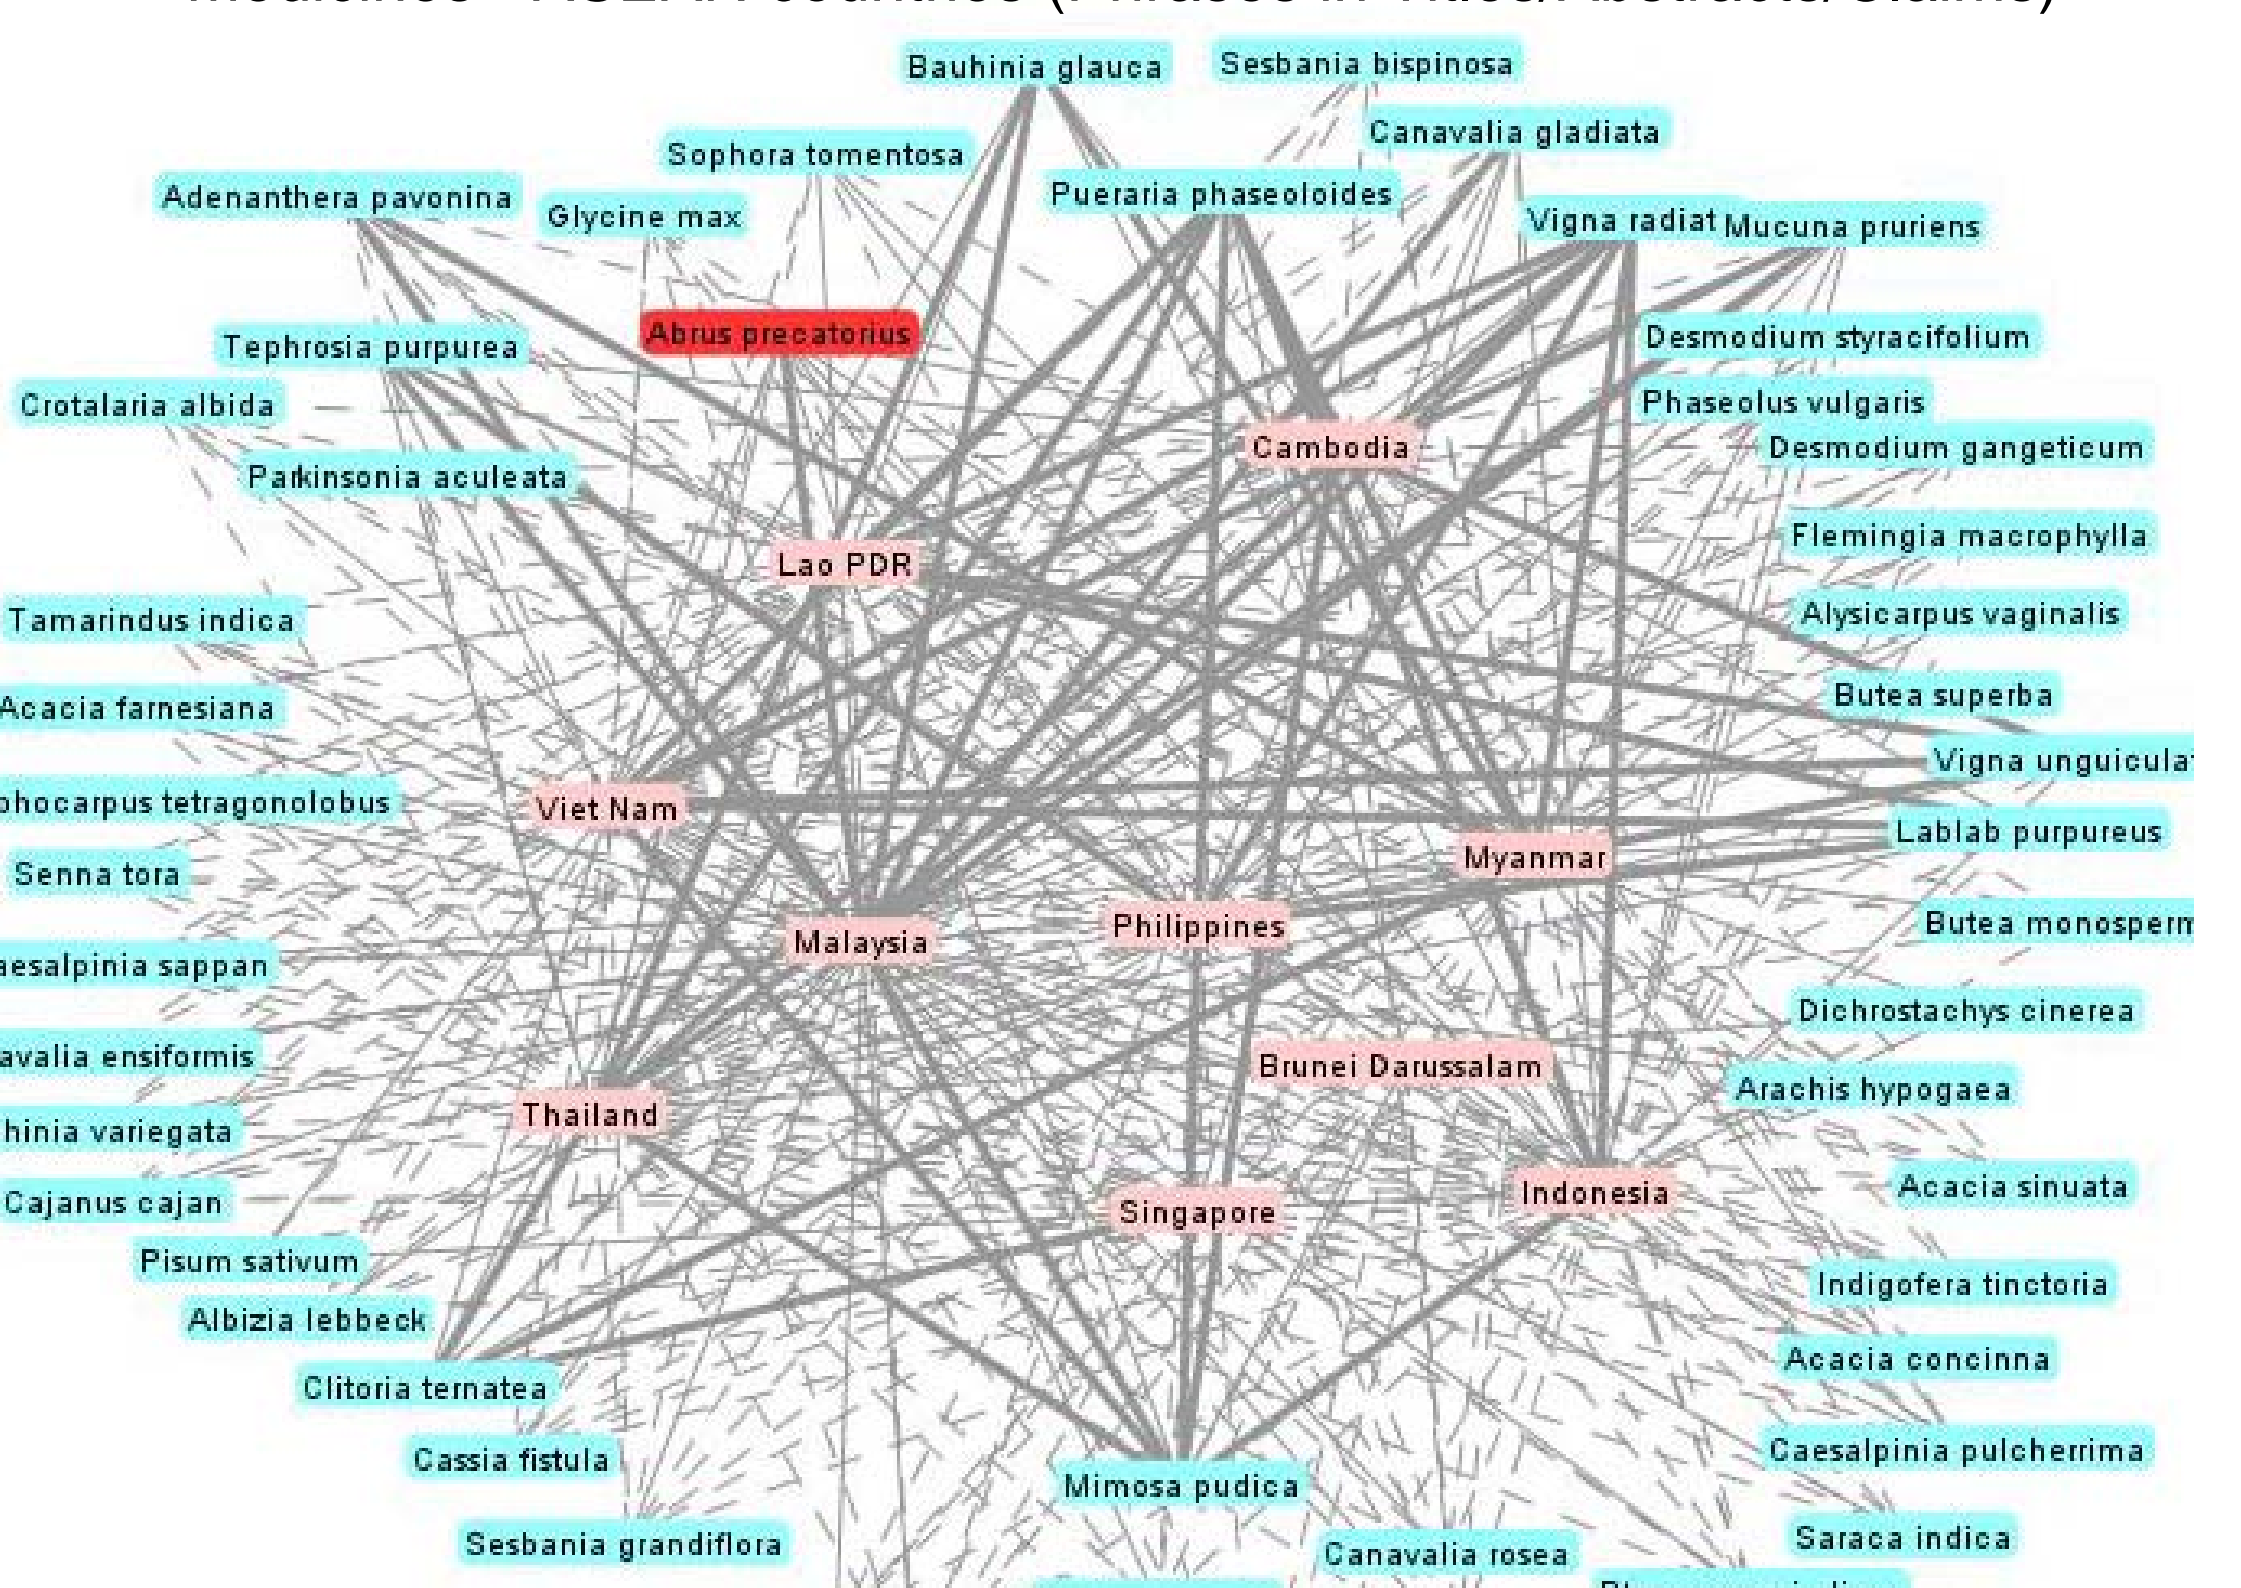 Bauhinia glauca
Sesbania bispinosa
Canavalia gladiata
Sophora tomentosa
Adenanthera pavonina
Pueraria phaseoloides
Glycine max
Vigna radiat
Mucuna pruriens
Abrus precatorius
Desmodium styracifolium
Tephrosia purpurea
Crotalaria albida
Phaseolus vulgaris
Cambodia
Desmodium gangeticum
Parkinsonia aculeata
Flemingia macrophylla
Lao PDR
Tamarindus indica
Alysicarpus vaginalis
Butea superba
Acacia farnesiana
Vigna unguicula
phocarpus tetragonolobus
Viet Nam
Lablab purpureus
Myanmar
Senna tora
Butea monosperm
Philippines
Malaysia
aesalpinia sappan
Dichrostachys cinerea
avalia ensiformis
Brunei Darussalam
Arachis hypogaea
Thailand
hinia variegata
Acacia sinuata
Indonesia
Cajanus cajan
Singapore
Pisum sativum
Indigofera tinctoria
Albizia lebbeck
Acacia concinna
Clitoria ternatea
Caesalpinia pulcherrima
Cassia fistula
Mimosa pudica
Saraca indica
Sesbania grandiflora
Canavalia rosea